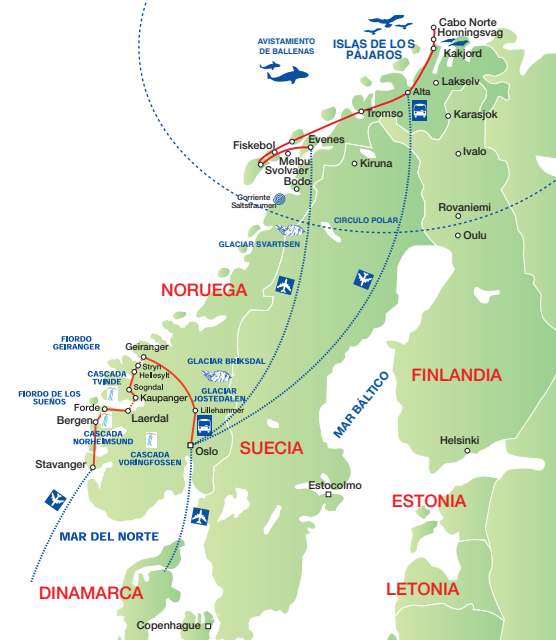 Cabo Norte
Honningsvag
AVISTAMIENTO
DE BALLENAS
ISLAS DE LOS
PÁJAROS
Kakjord
Lakselv
Alta
Tromso
Karasjok
Evenes
Fiskebol
Melbu
Svolvaer
Kiruna
Ivalo
Bodo
Corriente
Saltstraumen
Rovaniemi
CIRCULO POLAR
Oulu
GLACIAR SVARTISEN
NORUEGA
FIORDO
GEIRANGER
Geiranger
GLACIAR BRIKSDAL
Stryn
Hellesylt
CASCADA
TVINDE
FINLANDIA
Sogndal
GLACIAR
JOSTEDALEN
FIORDO DE LOS
SUEÑOS
Kaupanger
MAR BÁLTICO
Forde
Lillehammer
Bergen
Laerdal
CASCADA
NORHEIMSUND
Helsinki
SUECIA
Oslo
CASCADA
VORINGFOSSEN
Stavanger
Estocolmo
ESTONIA
MAR DEL NORTE
DINAMARCA
LETONIA
Copenhague